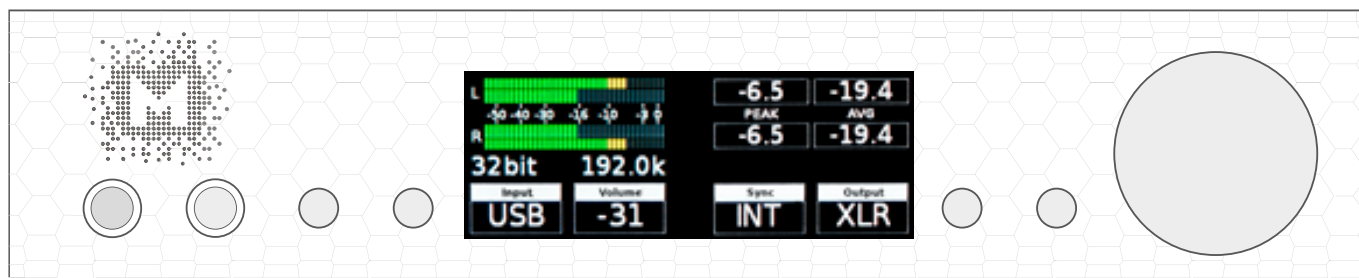 L
-6.5 -19.4
-50 -40 -30 -16 -10 -3 0
PEAK AVG
R
-6.5 -19.4
32bit 192.0k
Input Volume Sync Output
USB -31 INT XLR